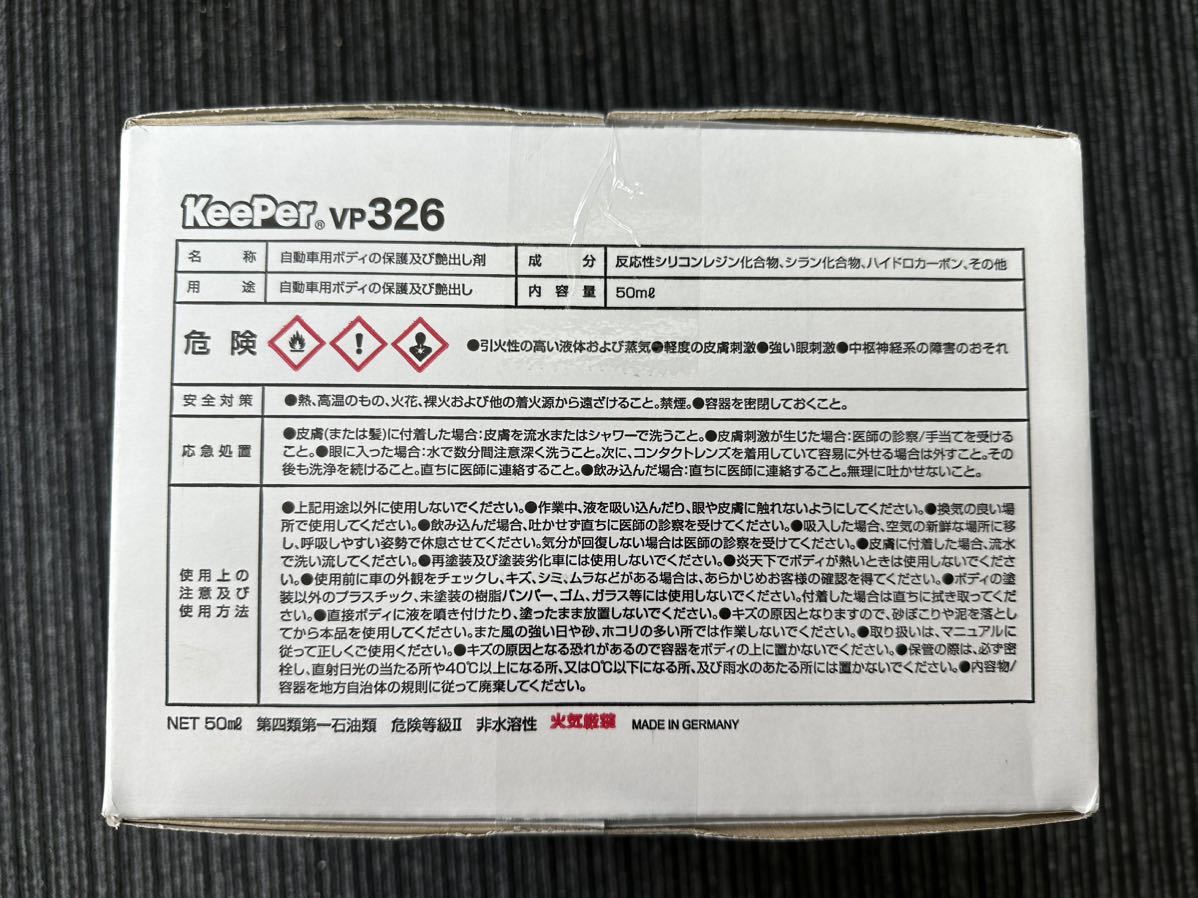 KeePer® VP326
名称 自動車用ボディの保護及び艶出し剤 成分 反応性シリコンレジン化合物、シラン化合物、ハイドロカーボン、その他
用途 自動車用ボディの保護及び艶出し 内容量 50mℓ
危険 ●引火性の高い液体および蒸気●軽度の皮膚刺激●強い眼刺激●中枢神経系の障害のおそれ
安全対策 ●熱、高温のもの、火花、裸火および他の着火源から遠ざけること。禁煙。●容器を密閉しておくこと。
●皮膚(または髪)に付着した場合:皮膚を流水またはシャワーで洗うこと。●皮膚刺激が生じた場合:医師の診察/手当てを受ける
応急処置 こと。●眼に入った場合:水で数分間注意深く洗うこと。次に、コンタクトレンズを着用していて容易に外せる場合は外すこと。その
後も洗浄を続けること。直ちに医師に連絡すること。●飲み込んだ場合:直ちに医師に連絡すること。無理に吐かせないこと。
●上記用途以外に使用しないでください。●作業中、液を吸い込んだり、眼や皮膚に触れないようにしてください。●換気の良い場
所で使用してください。●飲み込んだ場合、吐かせず直ちに医師の診察を受けてください。●吸入した場合、空気の新鮮な場所に移
し、呼吸しやすい姿勢で休息させてください。気分が回復しない場合は医師の診察を受けてください。●皮膚に付着した場合、流水
で洗い流してください。●再塗装及び塗装劣化車には使用しないでください。●炎天下でボディが熱いときは使用しないでくださ
使用上の い。●使用前に車の外観をチェックし、キズ、シミ、ムラなどがある場合は、あらかじめお客様の確認を得てください。●ボディの塗
注意及び 装以外のプラスチック、未塗装の樹脂バンパー、ゴム、ガラス等には使用しないでください。付着した場合は直ちに拭き取ってくだ
使用方法 さい。●直接ボディに液を噴き付けたり、塗ったまま放置しないでください。●キズの原因となりますので、砂ぼこりや泥を落とし
てから本品を使用してください。また風の強い日や砂、ホコリの多い所では作業しないでください。●取り扱いは、マニュアルに
従って正しくご使用ください。●キズの原因となる恐れがあるので容器をボディの上に置かないでください。●保管の際は、必ず密
栓し、直射日光の当たる所や40℃以上になる所、又は0℃以下になる所、及び雨水のあたる所には置かないでください。●内容物/
容器を地方自治体の規則に従って廃棄してください。
NET 50mℓ 第四類第一石油類 危険等級Ⅱ 非水溶性 火気厳禁 MADE IN GERMANY